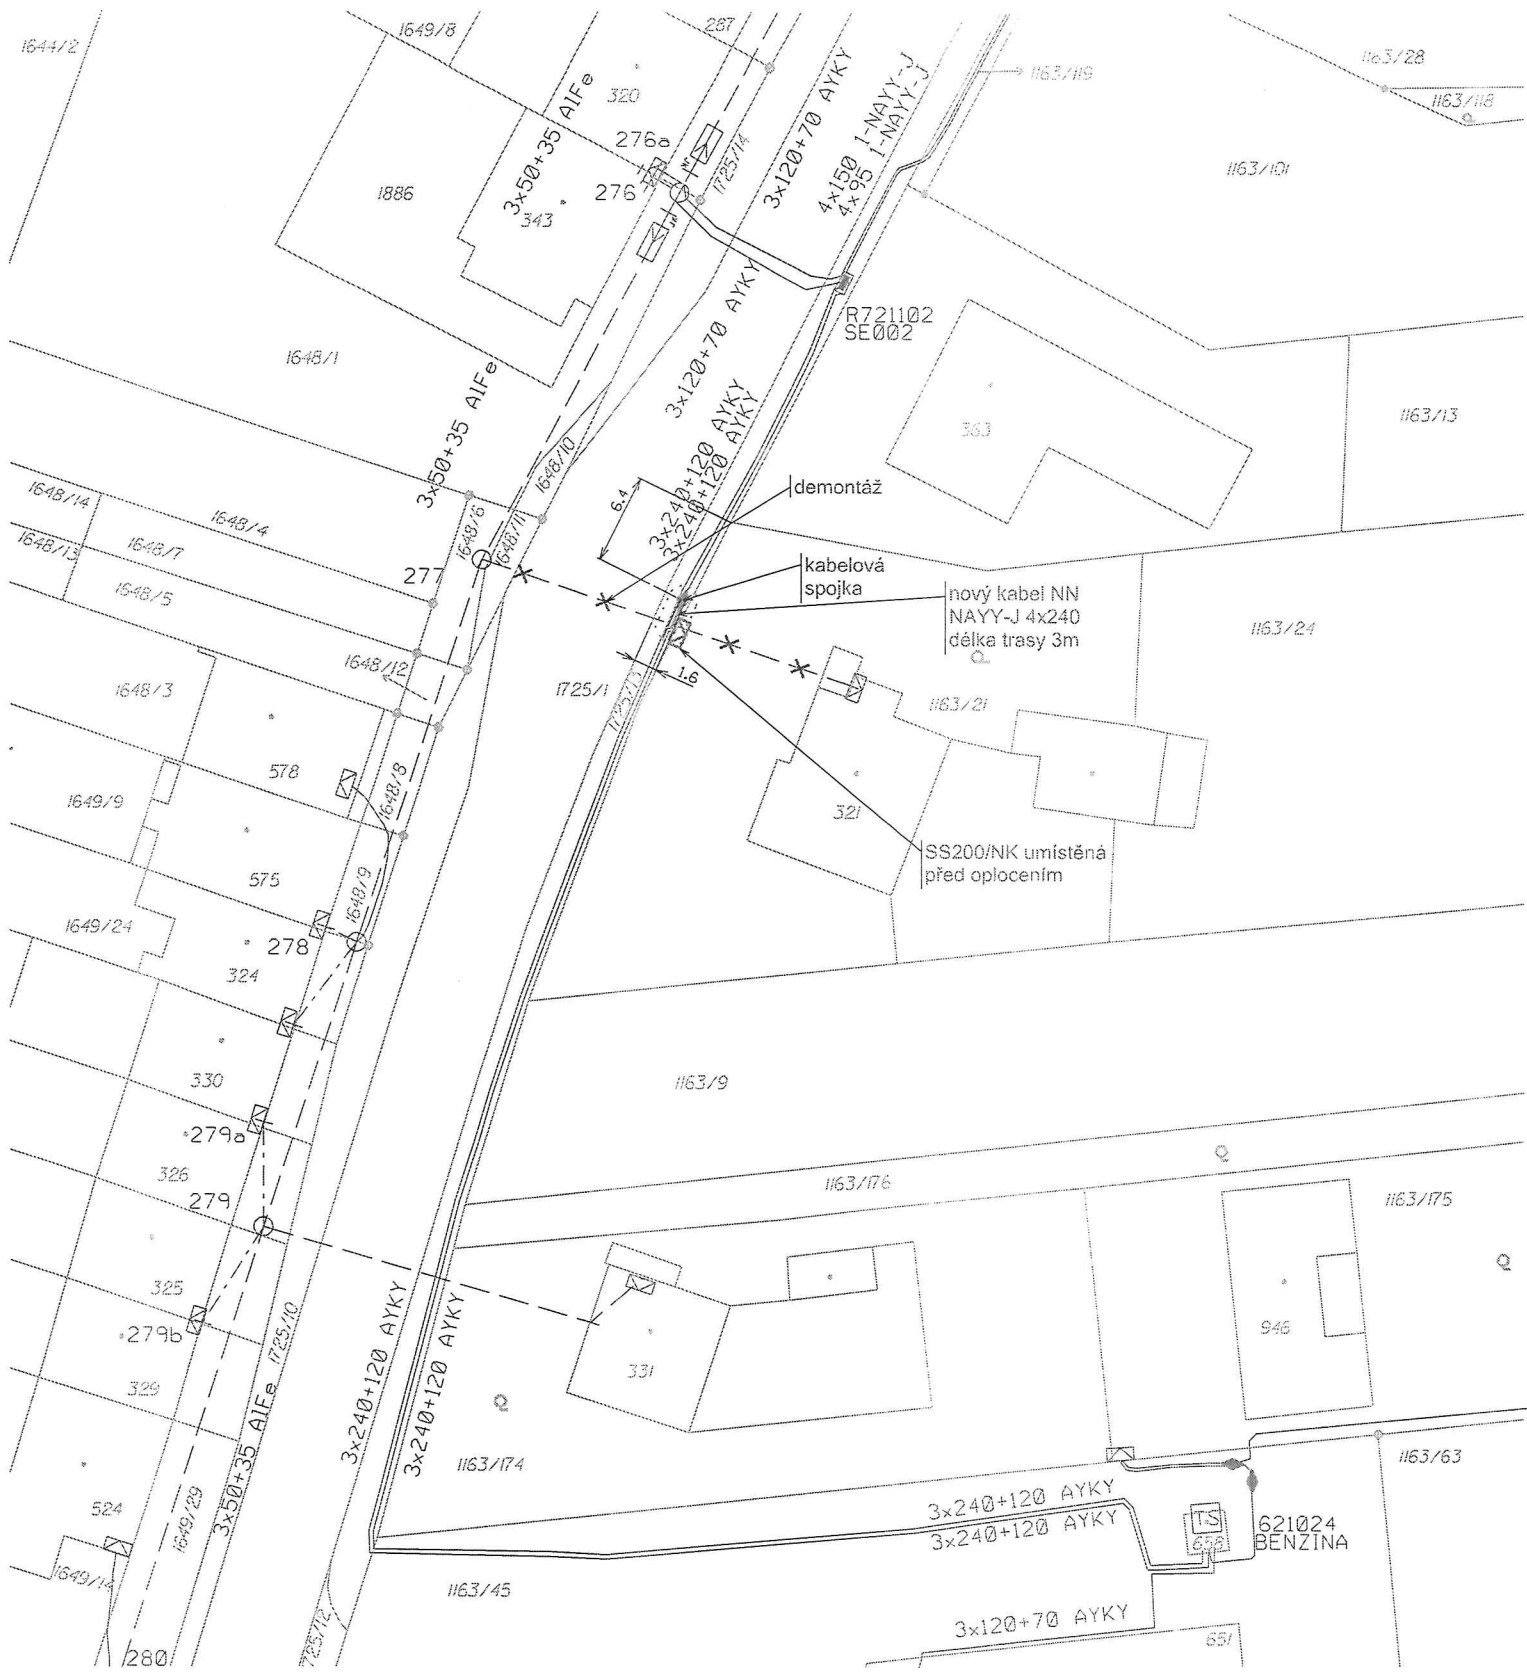 1644/2
1649/8
287
1163/28
1163/119
1163/118
320
3x50+35 AlFe
276a
276
1725/14
3x120+70 AYKY
4x150 1-NAYY-J
4x95 1-NAYY-J
1163/101
1886
343
R721102
SE002
3x120+70 AYKY
1648/1
3x50+35 AlFe
363
1163/13
3x240+120 AYKY
3x240+120 AYKY
1648/10
6.4
demontáž
1648/14
1648/4
1648/6
1648/11
1648/13
1648/7
277
kabelová
spojka
nový kabel NN
NAYY-J 4x240
délka trasy 3m
1648/5
1163/24
1648/12
1648/3
1725/1
1725/13
1.6
1163/21
578
1649/9
1648/8
321
SS200/NK umístěná
před oplocením
575
1648/9
1649/24
278
324
330
1163/9
279a
326
279
1163/176
1163/175
325
279b
1725/10
329
3x50+35 AlFe
3x240+120 AYKY
3x240+120 AYKY
331
946
1163/174
1163/63
524
1649/29
3x240+120 AYKY
3x240+120 AYKY
TS
658
621024
BENZINA
1649/14
1163/45
1725/12
3x120+70 AYKY
651
280